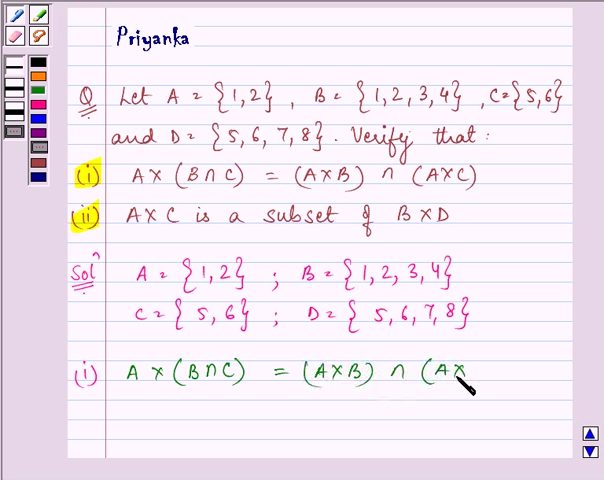 Priyanka
Q Let A = {1,2} , B = {1, 2, 3, 4} , C = {5,6}
and D = {5, 6, 7, 8} . Verify that :
(i) A × (B ∩ C) = (A×B) ∩ (A×C)
(ii) A×C is a subset of B×D
Solⁿ A = {1,2} ; B = {1, 2, 3, 4}
C = {5, 6} ; D = {5, 6, 7, 8}
(i) A × (B ∩ C) = (A×B) ∩ (A×